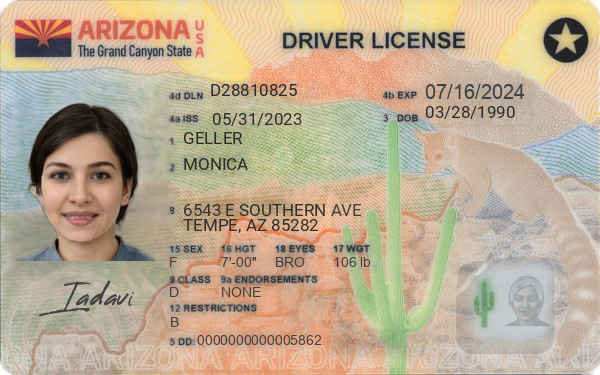 ARIZONA USA
The Grand Canyon State
DRIVER LICENSE
4d DLN D28810825
4b EXP 07/16/2024
4a ISS 05/31/2023
3 DOB 03/28/1990
1 GELLER
2 MONICA
8 6543 E SOUTHERN AVE
TEMPE, AZ 85282
15 SEX 16 HGT 18 EYES 17 WGT
F 7'-00" BRO 106 lb
9 CLASS 9a ENDORSEMENTS
D NONE
12 RESTRICTIONS
B
5 DD: 0000000000005862
Iadavi
ARIZONA ARIZONA ARIZONA ARIZONA